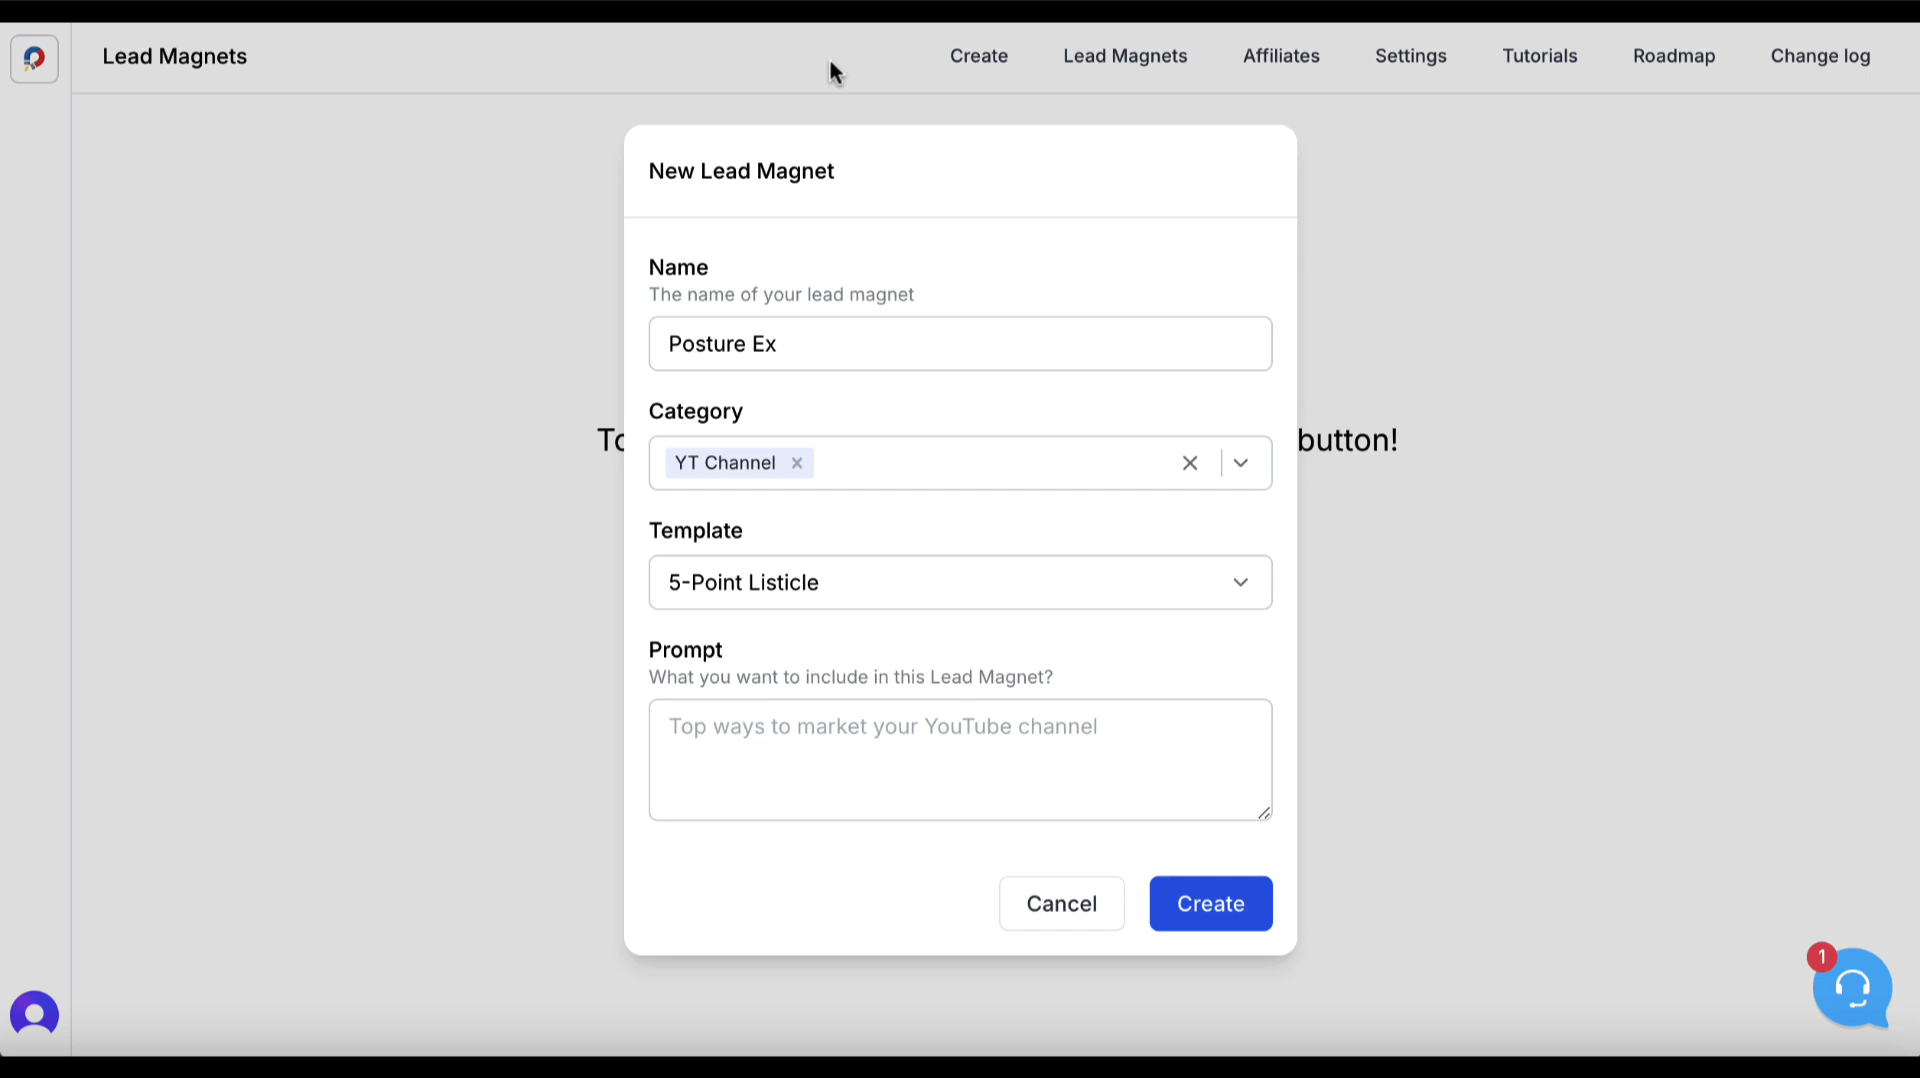 Lead Magnets
Create Lead Magnets Affiliates Settings Tutorials Roadmap Change log
New Lead Magnet
Name
The name of your lead magnet
Posture Ex
button!
Category
YT Channel
Template
5-Point Listicle
Prompt
What you want to include in this Lead Magnet?
Top ways to market your YouTube channel
Cancel Create
1